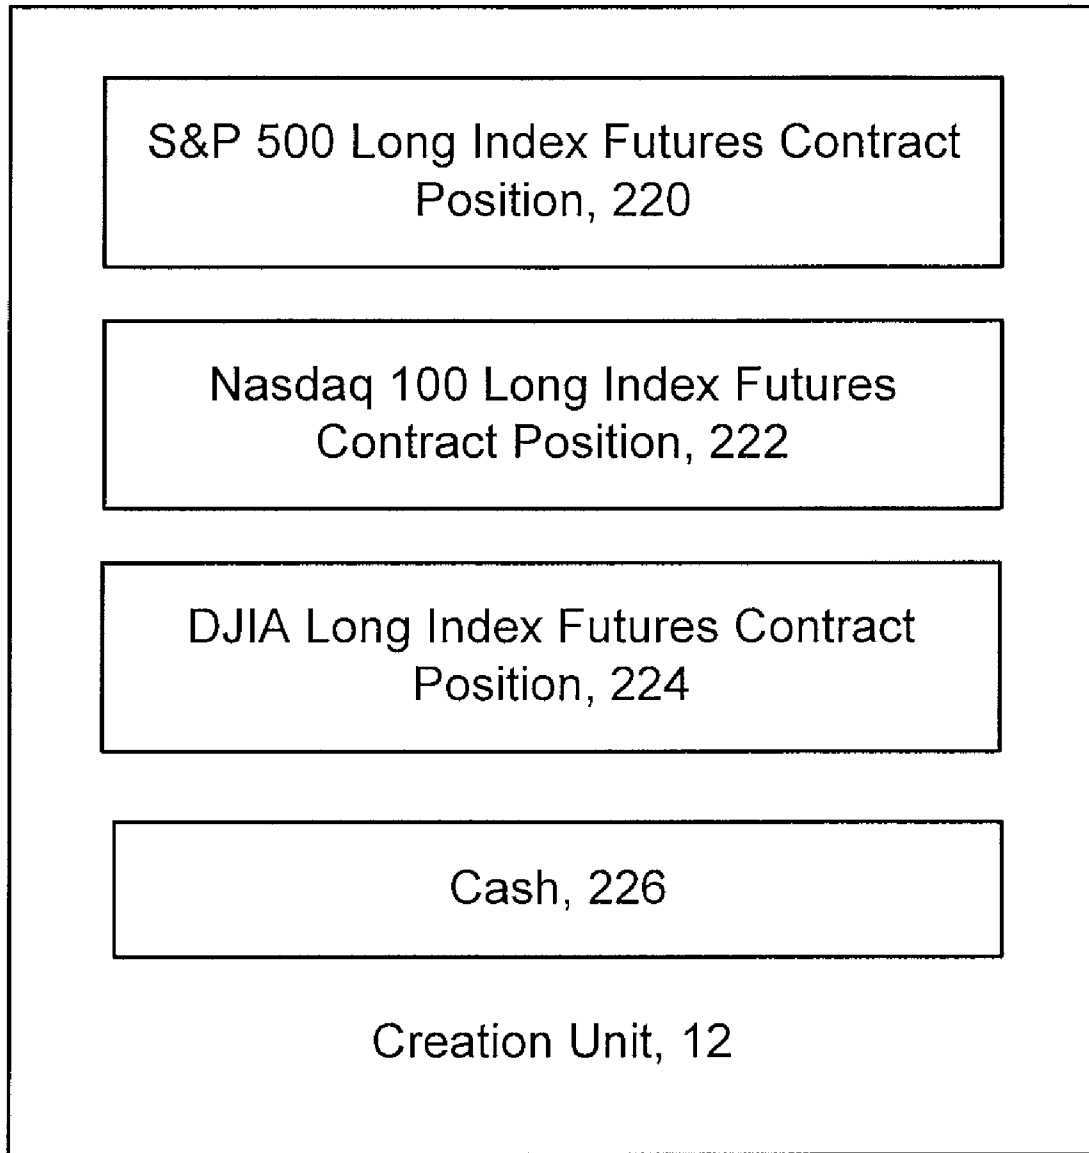 S&P 500 Long Index Futures Contract
Position, 220
Nasdaq 100 Long Index Futures
Contract Position, 222
DJIA Long Index Futures Contract
Position, 224
Cash, 226
Creation Unit, 12